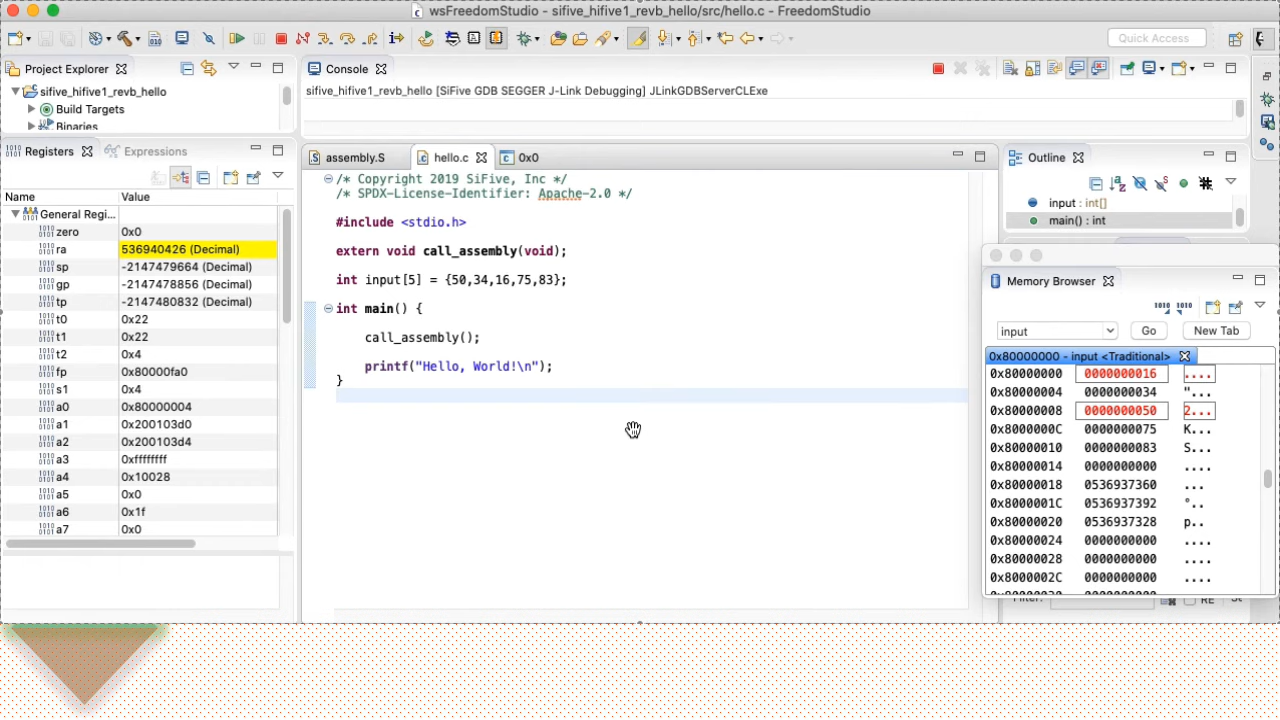 wsFreedomStudio - sifive_hifive1_revb_hello/src/hello.c - FreedomStudio
Quick Access
Project Explorer
sifive_hifive1_revb_hello
Build Targets
Binaries
Console
sifive_hifive1_revb_hello [SiFive GDB SEGGER J-Link Debugging] JLinkGDBServerCLExe
Registers Expressions
Name Value
General Regi...
zero 0x0
ra 536940426 (Decimal)
sp -2147479664 (Decimal)
gp -2147478856 (Decimal)
tp -2147480832 (Decimal)
t0 0x22
t1 0x22
t2 0x4
fp 0x80000fa0
s1 0x4
a0 0x80000004
a1 0x200103d0
a2 0x200103d4
a3 0xffffffff
a4 0x10028
a5 0x0
a6 0x1f
a7 0x0
assembly.S hello.c 0x0
/* Copyright 2019 SiFive, Inc */
/* SPDX-License-Identifier: Apache-2.0 */
#include <stdio.h>
extern void call_assembly(void);
int input[5] = {50,34,16,75,83};
int main() {
call_assembly();
printf("Hello, World!\n");
}
Outline
input : int[]
main() : int
Memory Browser
input Go New Tab
0x80000000 - input <Traditional>
0x80000000 0000000016 ....
0x80000004 0000000034 "...
0x80000008 0000000050 2...
0x8000000C 0000000075 K...
0x80000010 0000000083 S...
0x80000014 0000000000 ....
0x80000018 0536937360 ...
0x8000001C 0536937392 °..
0x80000020 0536937328 p..
0x80000024 0000000000 ....
0x80000028 0000000000 ....
0x8000002C 0000000000 ....
RE